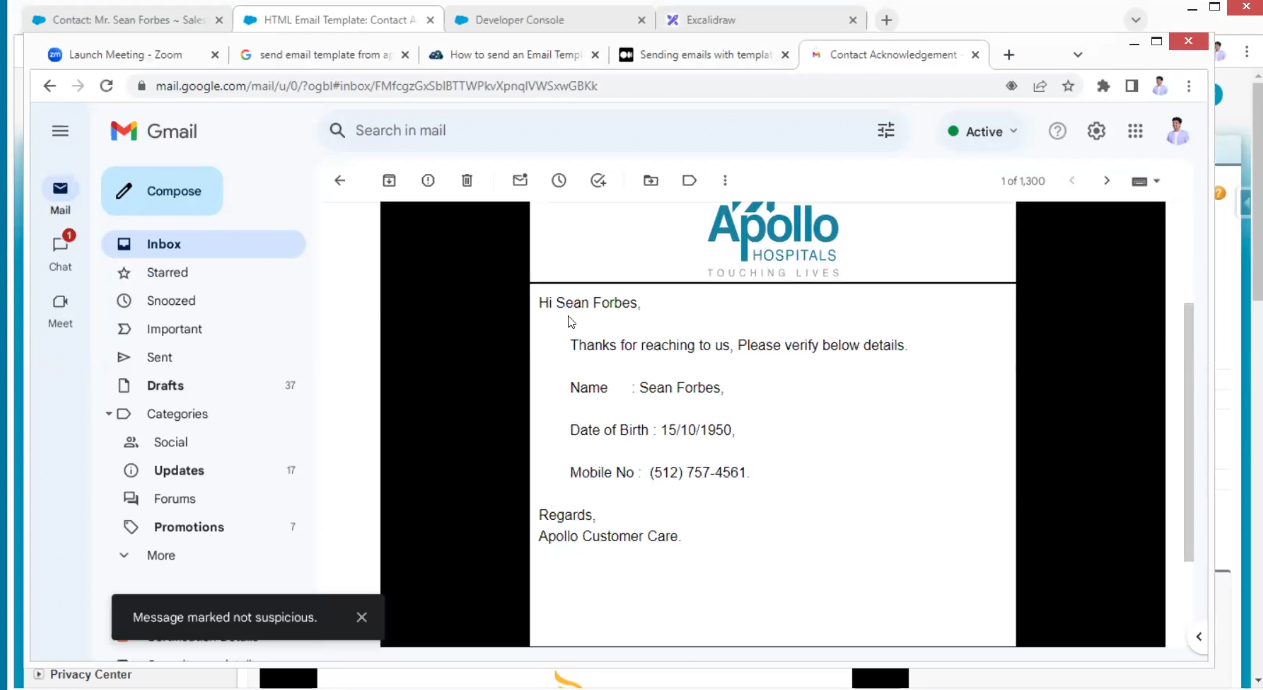 Contact: Mr. Sean Forbes ~ Sales
HTML Email Template: Contact A
Developer Console
Excalidraw
zm Launch Meeting - Zoom
send email template from a
How to send an Email Templ
Sending emails with templat
Contact Acknowledgement -
mail.google.com/mail/u/0/?ogbl#inbox/FMfcgzGxSblBTTWPkvXpnqlVWSxwGBKk
Gmail
Search in mail
Active
Compose
1 of 1,300
Mail
1
Chat
Meet
Inbox
Starred
Snoozed
Important
Sent
Drafts 37
Categories
Social
Updates 17
Forums
Promotions 7
More
Apollo
HOSPITALS
TOUCHING LIVES
Hi Sean Forbes,
Thanks for reaching to us, Please verify below details.
Name : Sean Forbes,
Date of Birth : 15/10/1950,
Mobile No : (512) 757-4561.
Regards,
Apollo Customer Care.
Message marked not suspicious.
Privacy Center